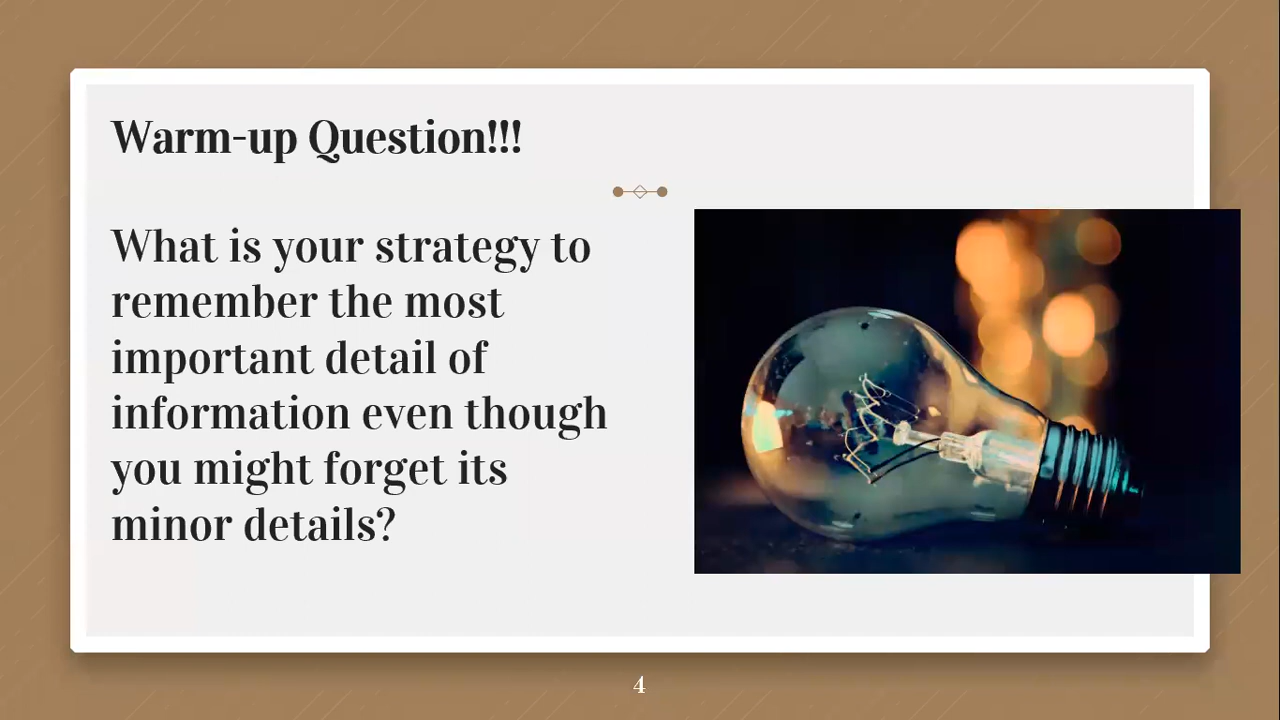 Warm-up Question!!!
What is your strategy to
remember the most
important detail of
information even though
you might forget its
minor details?
4